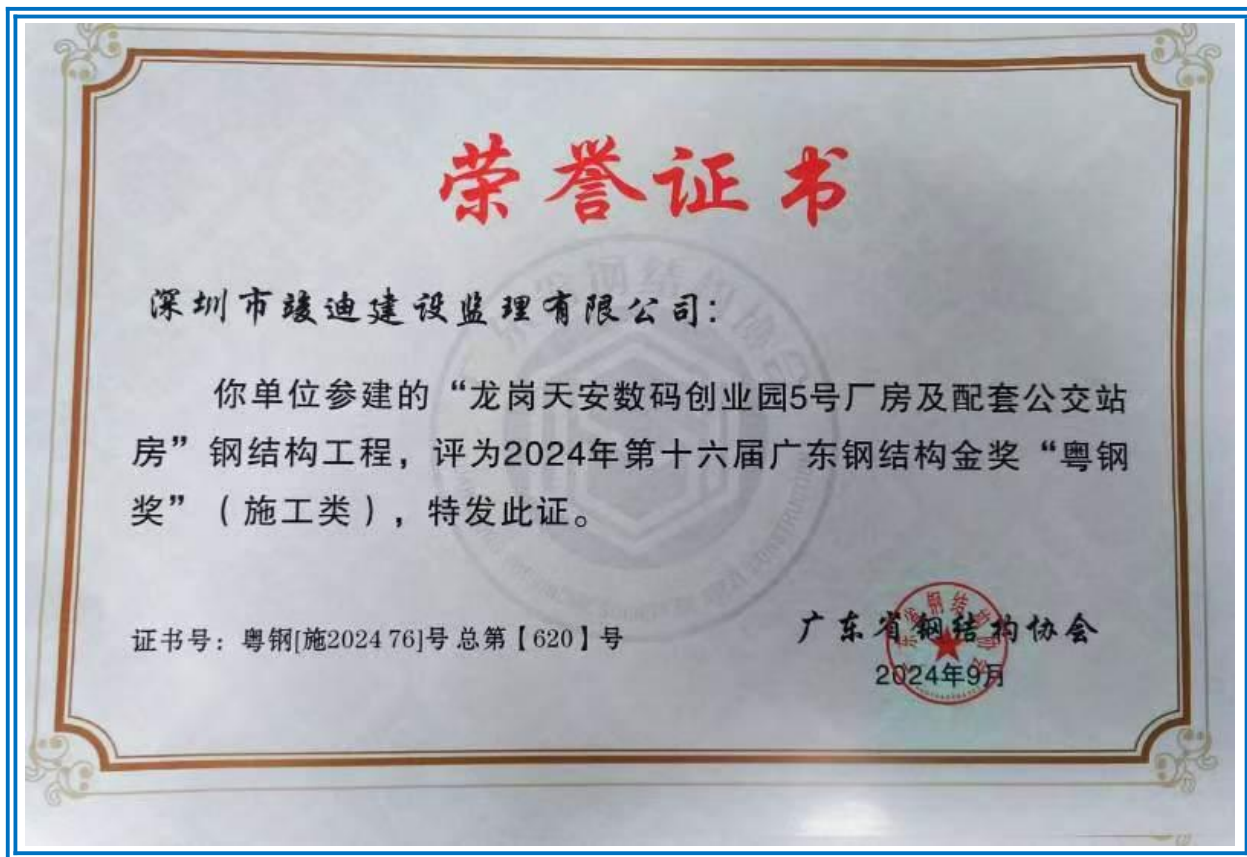 荣誉证书
深圳市竣迪建设监理有限公司:
你单位参建的“龙岗天安数码创业园5号厂房及配套公交站
房”钢结构工程，评为2024年第十六届广东钢结构金奖“粤钢
奖”（施工类），特发此证。
证书号：粤钢[施2024 76]号 总第【620】号
广东省钢结构协会
2024年9月